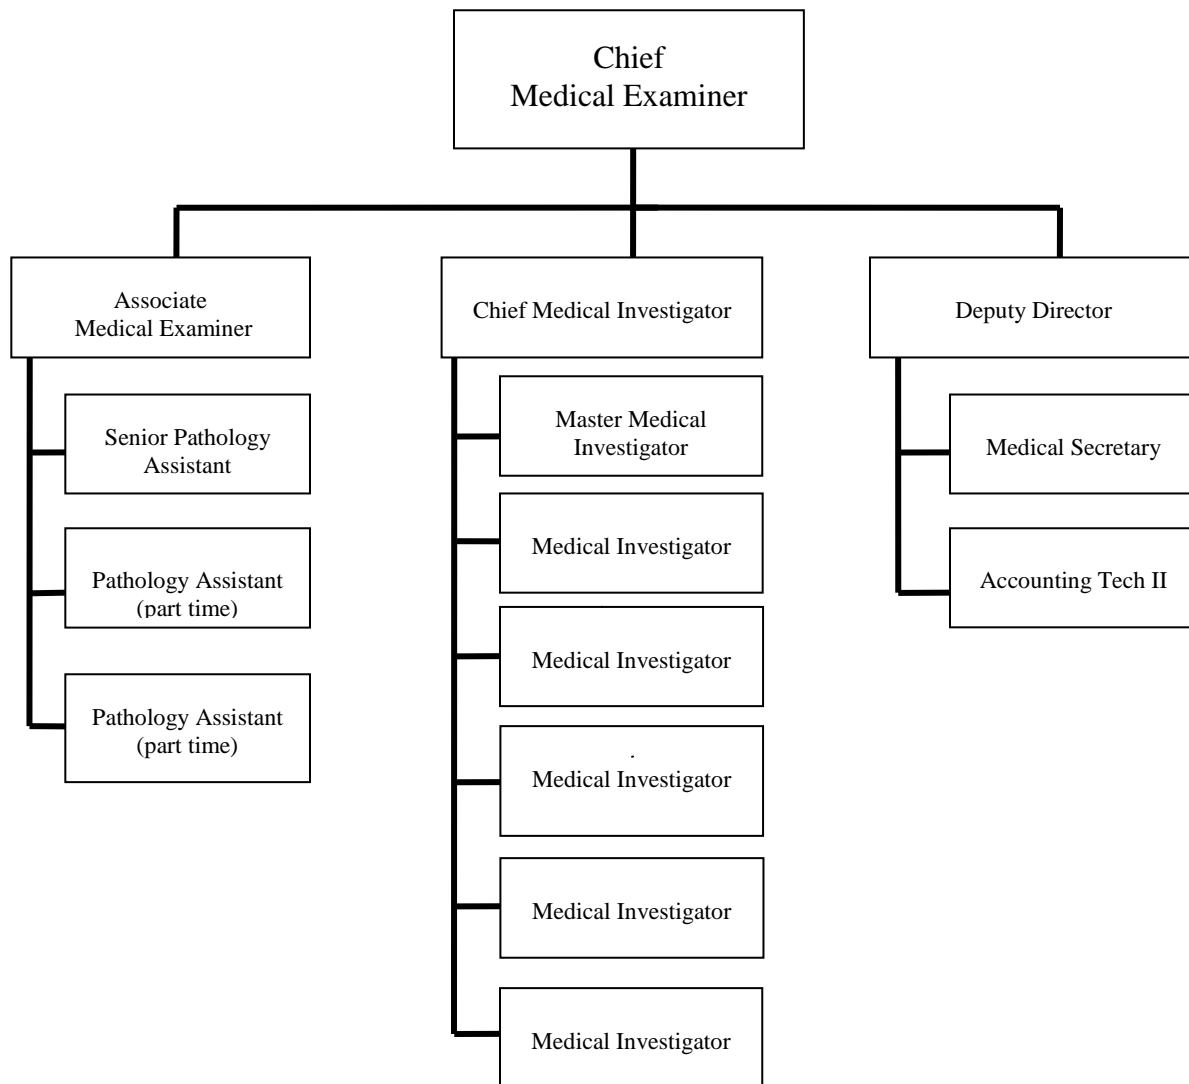 Chief
Medical Examiner
Associate
Medical Examiner
Chief Medical Investigator
Deputy Director
Senior Pathology
Assistant
Pathology Assistant
(part time)
Pathology Assistant
(part time)
Master Medical
Investigator
Medical Investigator
Medical Investigator
Medical Investigator
Medical Investigator
Medical Investigator
Medical Secretary
Accounting Tech II